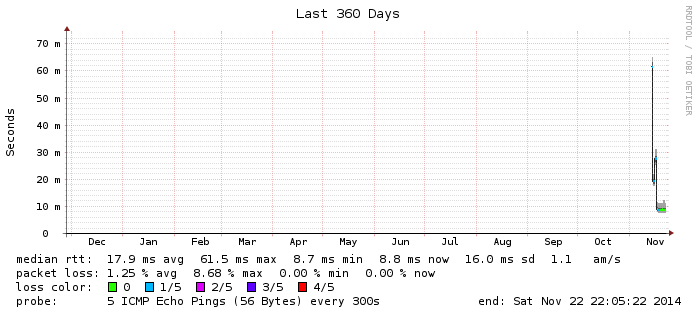 Last 360 Days
RRDTOOL / TOBI OETIKER
Seconds
70 m
60 m
50 m
40 m
30 m
20 m
10 m
0
Dec Jan Feb Mar Apr May Jun Jul Aug Sep Oct Nov
median rtt: 17.9 ms avg 61.5 ms max 8.7 ms min 8.8 ms now 16.0 ms sd 1.1 am/s
packet loss: 1.25 % avg 8.68 % max 0.00 % min 0.00 % now
loss color: 0 1/5 2/5 3/5 4/5
probe: 5 ICMP Echo Pings (56 Bytes) every 300s end: Sat Nov 22 22:05:22 2014